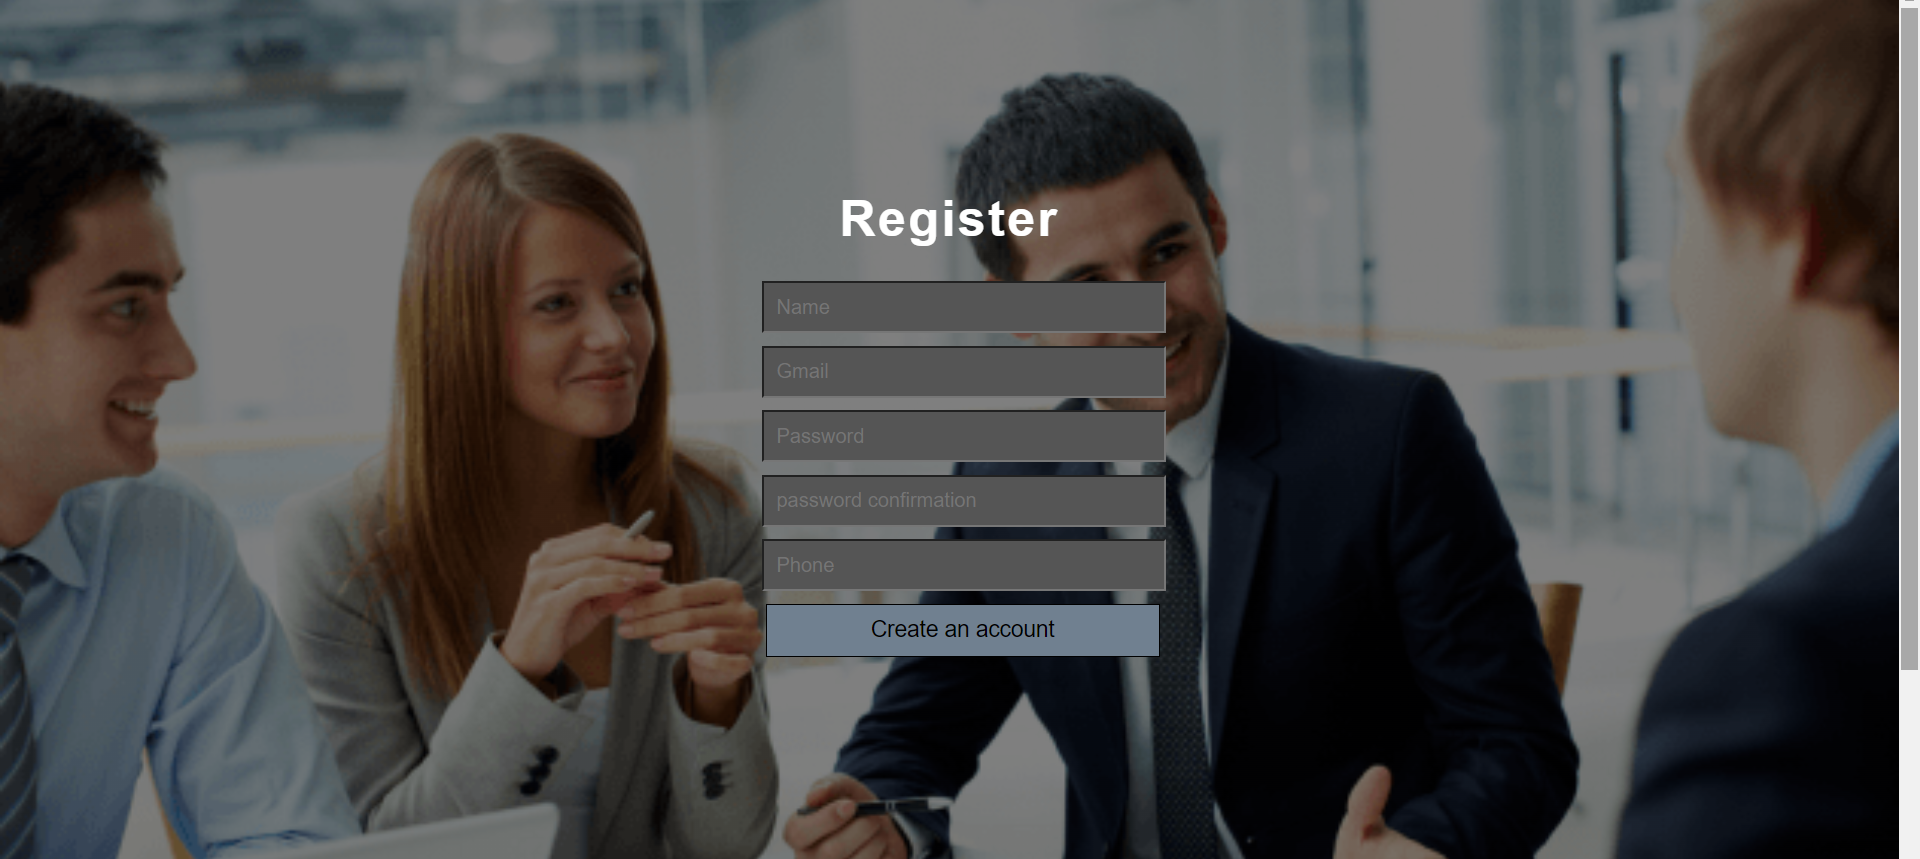 Register
Name
Gmail
Password
password confirmation
Phone
Create an account